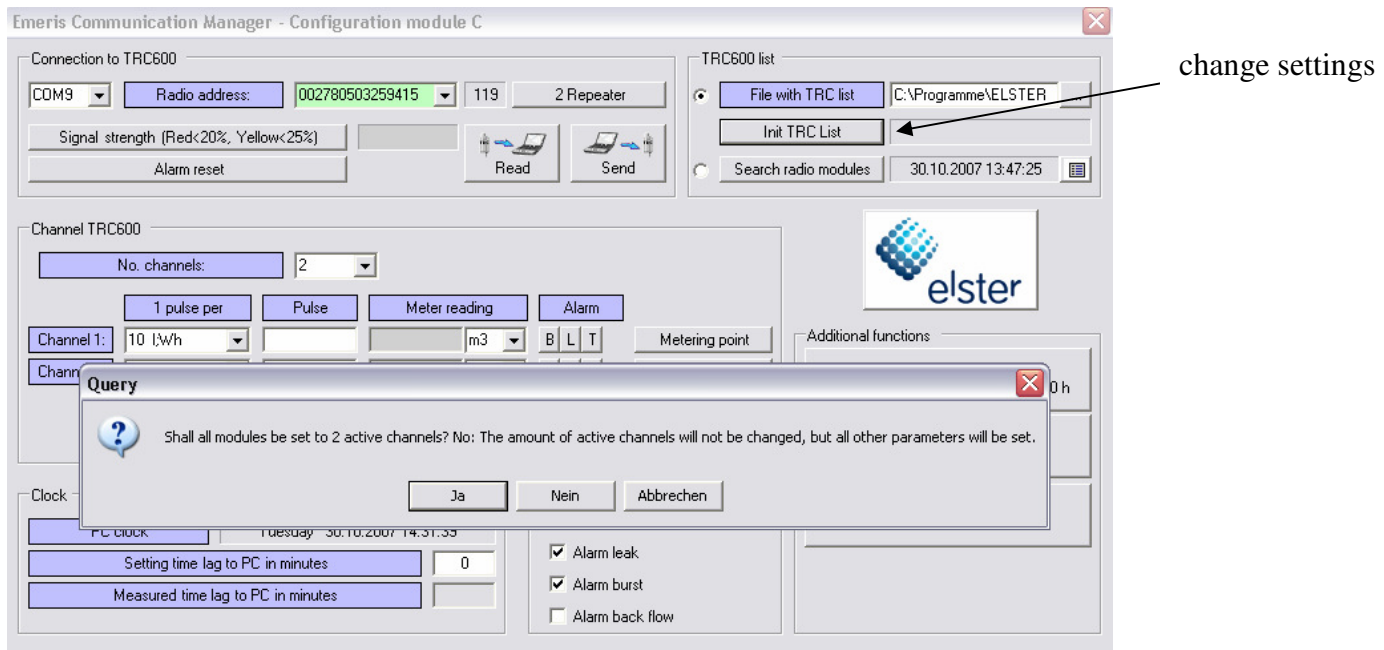 Emeris Communication Manager - Configuration module C
change settings
Connection to TRC600
COM9 Radio address: 002780503259415 119 2 Repeater
Signal strength (Red<20%, Yellow<25%)
Alarm reset
Read Send
TRC600 list
File with TRC list C:\Programme\ELSTER ...
Init TRC List
Search radio modules 30.10.2007 13:47:25
Channel TRC600
No. channels: 2
1 pulse per Pulse Meter reading Alarm
Channel 1: 10 l;Wh m3 B L T Metering point
elster
Additional functions
0 h
Query
Shall all modules be set to 2 active channels? No: The amount of active channels will not be changed, but all other parameters will be set.
Ja Nein Abbrechen
Clock
PC clock Tuesday 30.10.2007 14:31:39
Setting time lag to PC in minutes 0
Measured time lag to PC in minutes
Alarm leak
Alarm burst
Alarm back flow